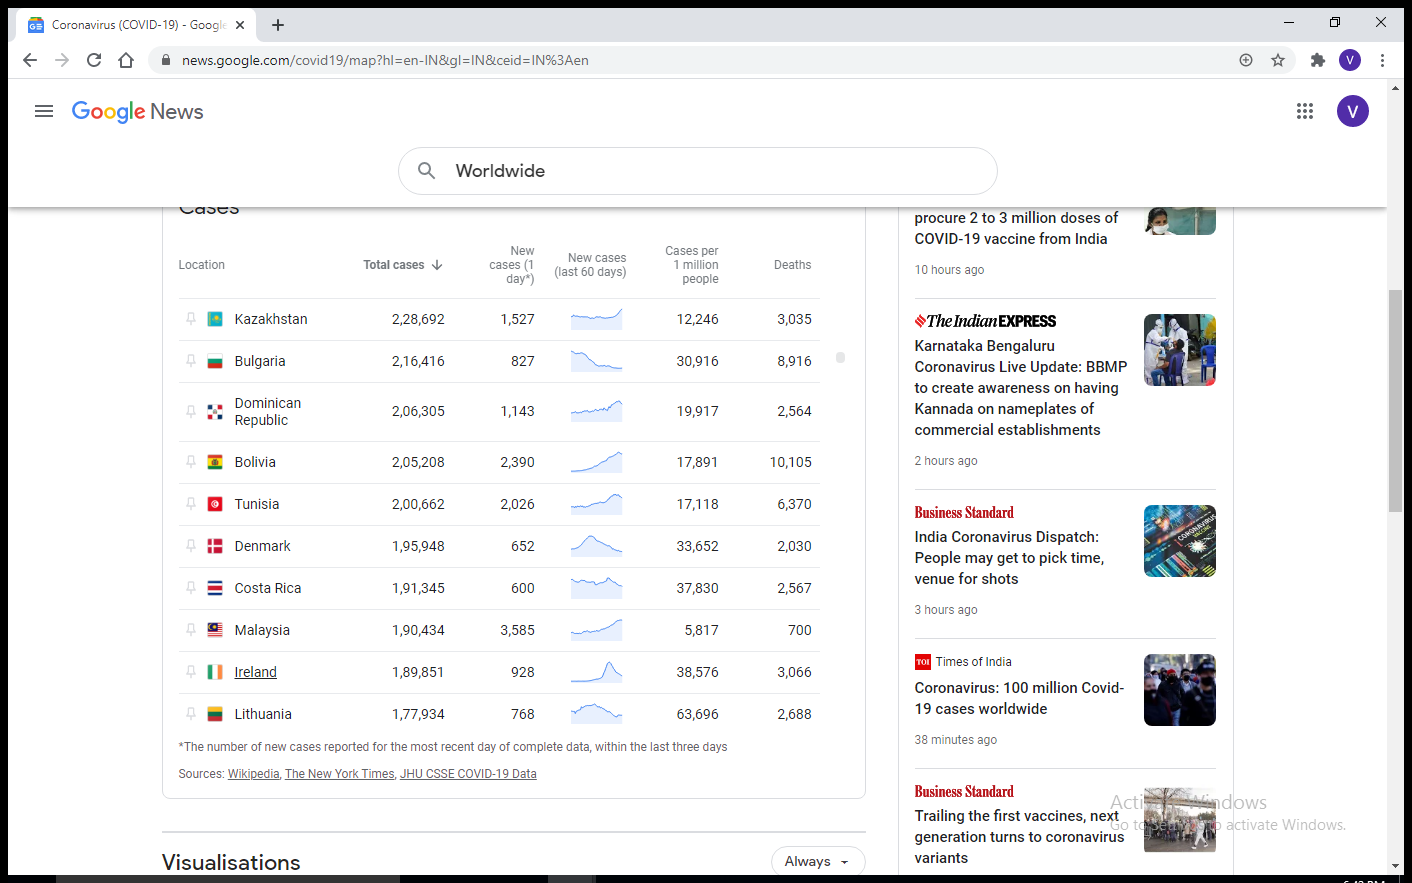 Coronavirus (COVID-19) - Google
news.google.com/covid19/map?hl=en-IN&gl=IN&ceid=IN%3Aen
V
Google News
V
Worldwide
Cases
Location Total cases New cases (1 day*) New cases (last 60 days) Cases per 1 million people Deaths
Kazakhstan 2,28,692 1,527 12,246 3,035
Bulgaria 2,16,416 827 30,916 8,916
Dominican Republic 2,06,305 1,143 19,917 2,564
Bolivia 2,05,208 2,390 17,891 10,105
Tunisia 2,00,662 2,026 17,118 6,370
Denmark 1,95,948 652 33,652 2,030
Costa Rica 1,91,345 600 37,830 2,567
Malaysia 1,90,434 3,585 5,817 700
Ireland 1,89,851 928 38,576 3,066
Lithuania 1,77,934 768 63,696 2,688
*The number of new cases reported for the most recent day of complete data, within the last three days
Sources: Wikipedia, The New York Times, JHU CSSE COVID-19 Data
Visualisations
Always
procure 2 to 3 million doses of
COVID-19 vaccine from India
10 hours ago
The Indian EXPRESS
Karnataka Bengaluru
Coronavirus Live Update: BBMP
to create awareness on having
Kannada on nameplates of
commercial establishments
2 hours ago
Business Standard
India Coronavirus Dispatch:
People may get to pick time,
venue for shots
3 hours ago
CORONAVIRUS
VACCINE
TOI Times of India
Coronavirus: 100 million Covid-
19 cases worldwide
38 minutes ago
Business Standard
Trailing the first vaccines, next
generation turns to coronavirus
variants
Activate Windows
Go to Settings to activate Windows.